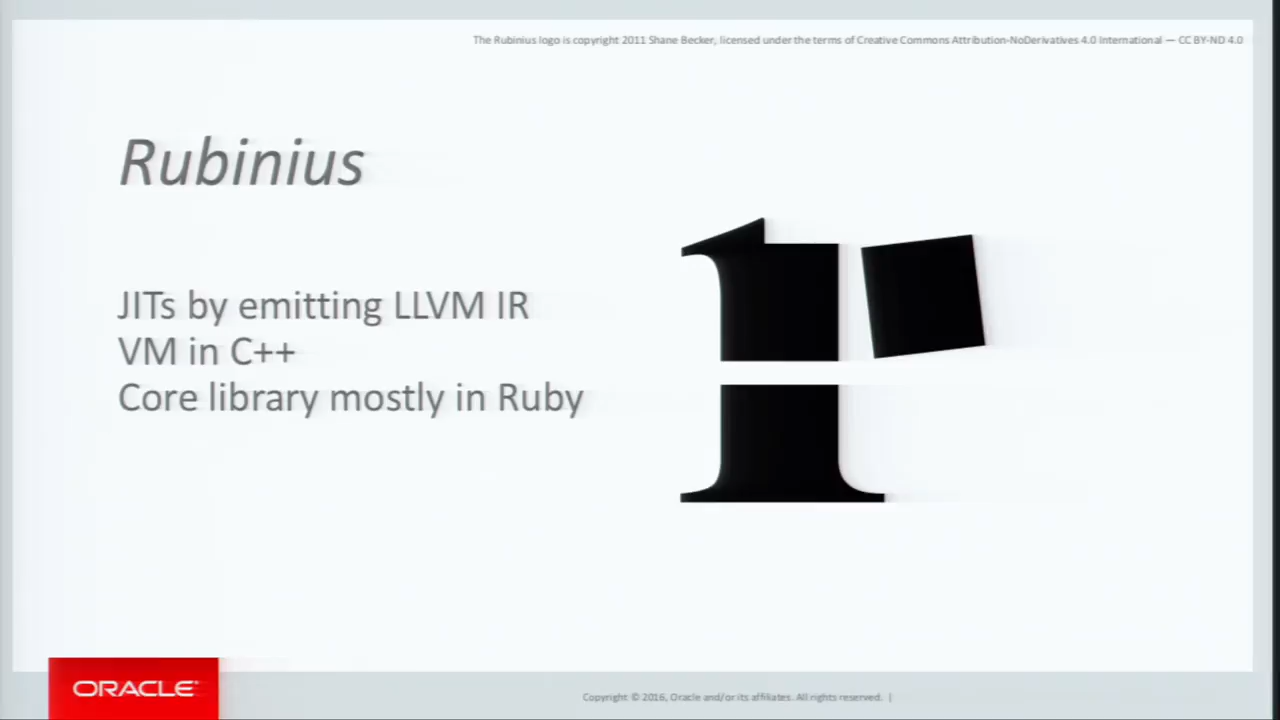 The Rubinius logo is copyright 2011 Shane Becker, licensed under the terms of Creative Commons Attribution-NoDerivatives 4.0 International — CC BY-ND 4.0
Rubinius
JITs by emitting LLVM IR
VM in C++
Core library mostly in Ruby
r
ORACLE
Copyright © 2016, Oracle and/or its affiliates. All rights reserved. |